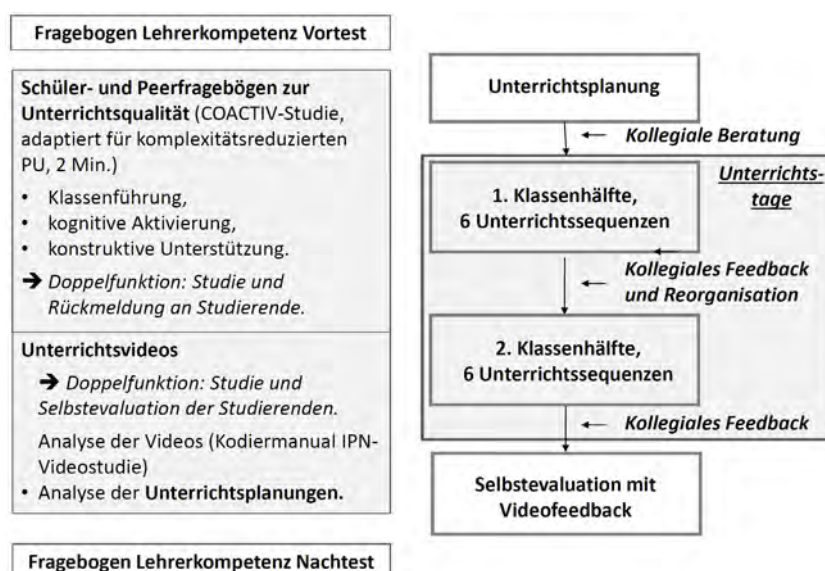 Fragebogen Lehrerkompetenz Vortest
Schüler- und Peerfragebögen zur
Unterrichtsqualität (COACTIV-Studie,
adaptiert für komplexitätsreduzierten
PU, 2 Min.)
• Klassenführung,
• kognitive Aktivierung,
• konstruktive Unterstützung.
➔ Doppelfunktion: Studie und
Rückmeldung an Studierende.
Unterrichtsvideos
➔ Doppelfunktion: Studie und
Selbstevaluation der Studierenden.
Analyse der Videos (Kodiermanual IPN-
Videostudie)
• Analyse der Unterrichtsplanungen.
Fragebogen Lehrerkompetenz Nachtest
Unterrichtsplanung
Kollegiale Beratung
Unterrichts-
tage
1. Klassenhälfte,
6 Unterrichtssequenzen
Kollegiales Feedback
und Reorganisation
2. Klassenhälfte,
6 Unterrichtssequenzen
Kollegiales Feedback
Selbstevaluation mit
Videofeedback